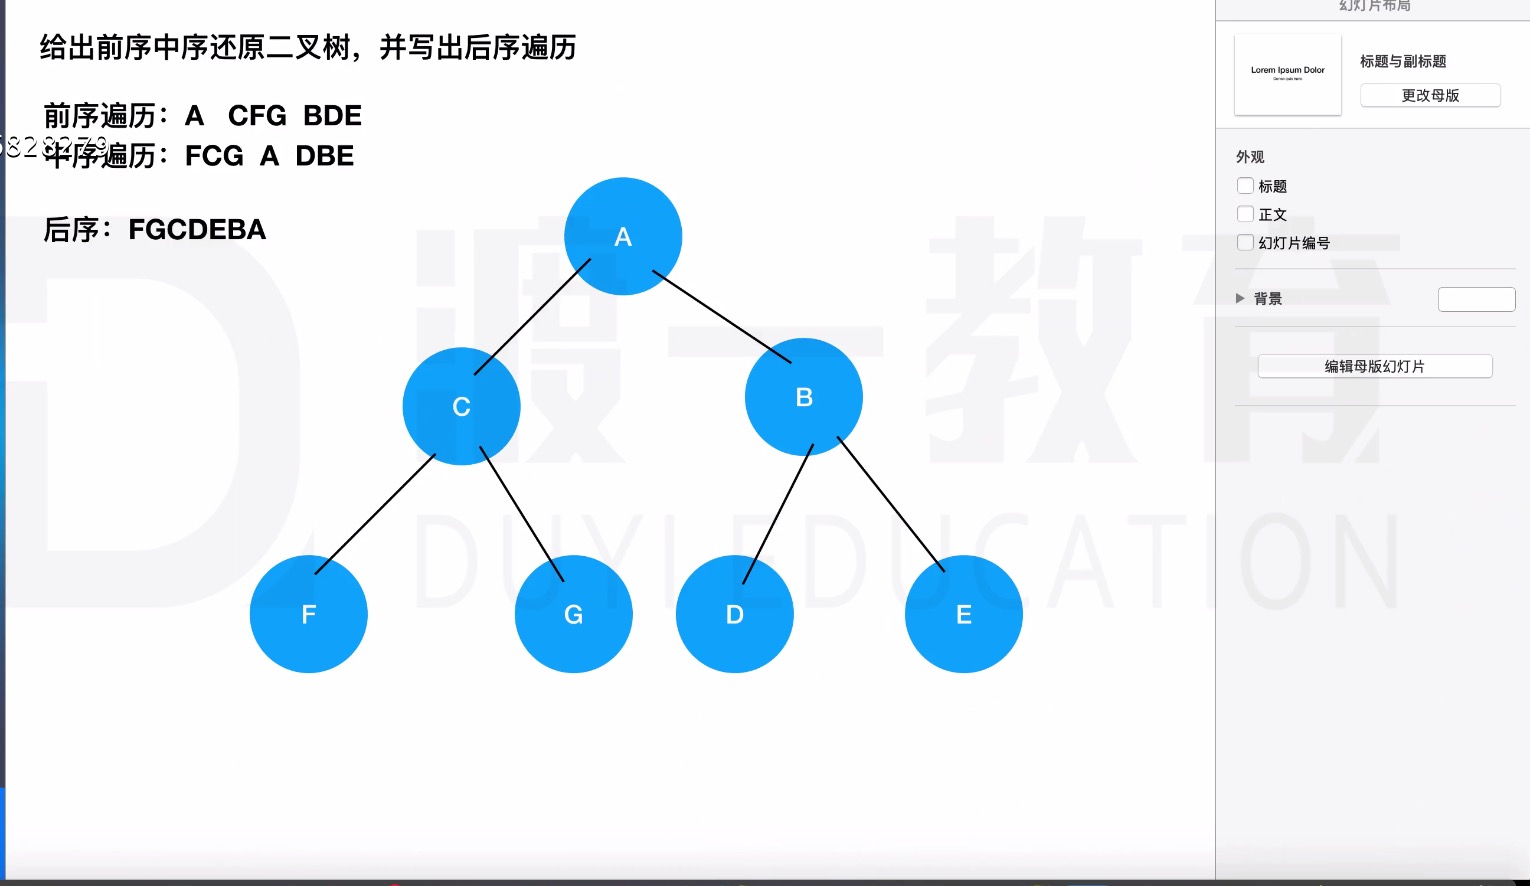 给出前序中序还原二叉树，并写出后序遍历
前序遍历：A CFG BDE
中序遍历：FCG A DBE
5828279
后序：FGCDEBA
A
C
B
F
G
D
E
渡一教育
DUYI EDUCATION
幻灯片布局
Lorem Ipsum Dolor
标题与副标题
更改母版
外观
标题
正文
幻灯片编号
背景
编辑母版幻灯片